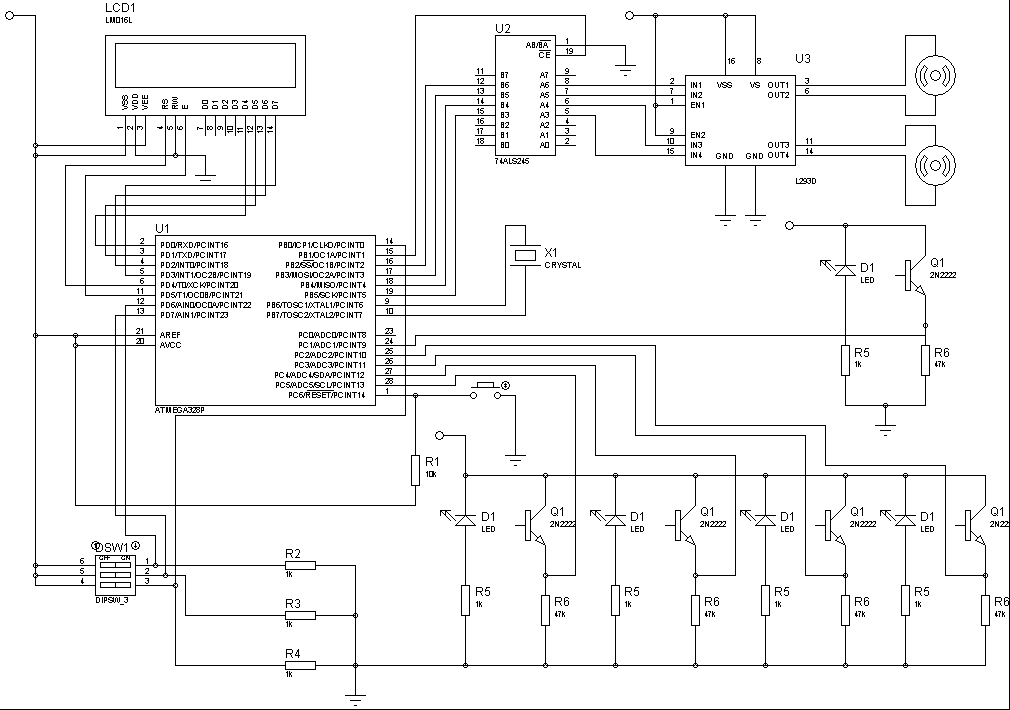 LCD1
LM016L
VSS VDD VEE RS RW E D0 D1 D2 D3 D4 D5 D6 D7
1 2 3 4 5 6 7 8 9 10 11 12 13 14
U2
AB/BA 1
CE 19
11 B7 A7 9
12 B6 A6 8
13 B5 A5 7
14 B4 A4 6
15 B3 A3 5
16 B2 A2 4
17 B1 A1 3
18 B0 A0 2
74ALS245
U3
16 8
VSS VS
2 IN1 OUT1 3
7 IN2 OUT2 6
1 EN1
9 EN2
10 IN3 OUT3 11
15 IN4 OUT4 14
GND GND
L293D
U1
2 PD0/RXD/PCINT16 PB0/ICP1/CLKO/PCINT0 14
3 PD1/TXD/PCINT17 PB1/OC1A/PCINT1 15
4 PD2/INT0/PCINT18 PB2/SS/OC1B/PCINT2 16
5 PD3/INT1/OC2B/PCINT19 PB3/MOSI/OC2A/PCINT3 17
6 PD4/T0/XCK/PCINT20 PB4/MISO/PCINT4 18
11 PD5/T1/OC0B/PCINT21 PB5/SCK/PCINT5 19
12 PD6/AIN0/OC0A/PCINT22 PB6/TOSC1/XTAL1/PCINT6 9
13 PD7/AIN1/PCINT23 PB7/TOSC2/XTAL2/PCINT7 10
21 AREF PC0/ADC0/PCINT8 23
20 AVCC PC1/ADC1/PCINT9 24
PC2/ADC2/PCINT10 25
PC3/ADC3/PCINT11 26
PC4/ADC4/SDA/PCINT12 27
PC5/ADC5/SCL/PCINT13 28
PC6/RESET/PCINT14 1
ATMEGA328P
X1
CRYSTAL
D1
LED
Q1
2N2222
R5
1k
R6
47k
R1
10k
D1
LED
Q1
2N2222
D1
LED
Q1
2N2222
D1
LED
Q1
2N2222
D1
LED
Q1
2N2
R5
1k
R6
47k
R5
1k
R6
47k
R5
1k
R6
47k
R5
1k
R6
47k
DSW1
OFF ON
6 1
5 2
4 3
DIPSW_3
R2
1k
R3
1k
R4
1k